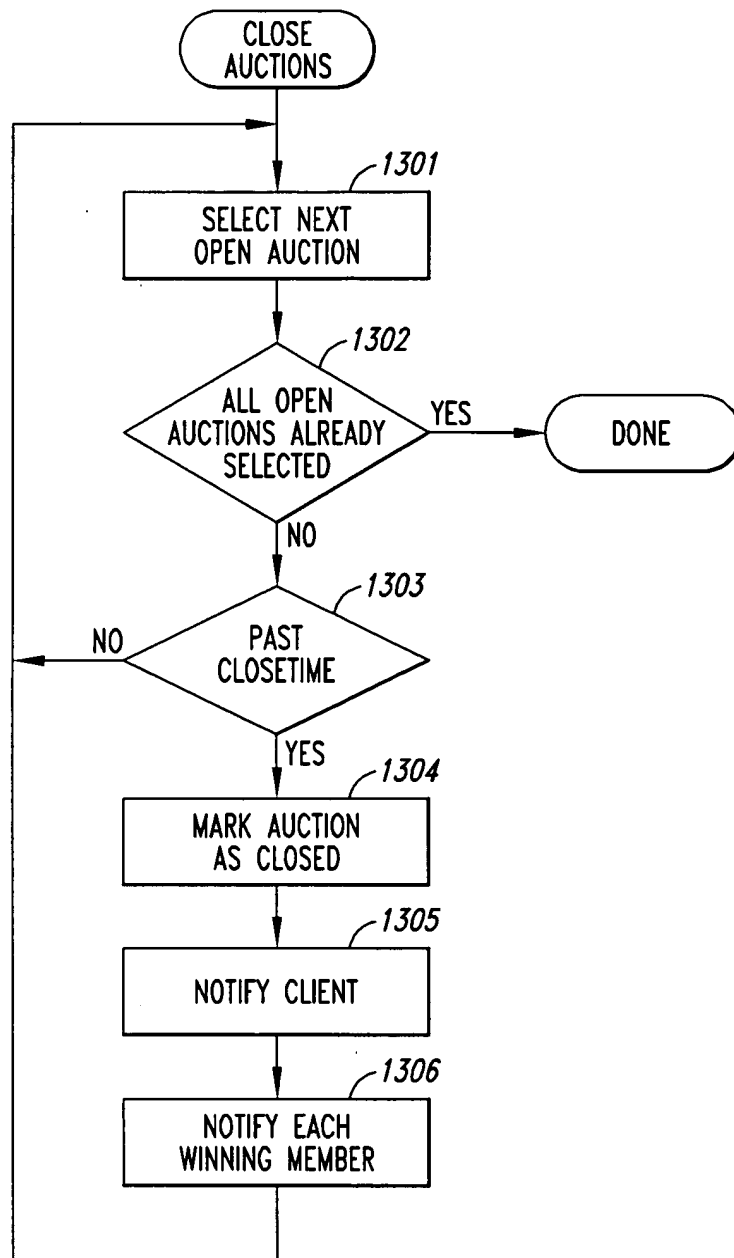 CLOSE
AUCTIONS
1301
SELECT NEXT
OPEN AUCTION
1302
ALL OPEN
AUCTIONS ALREADY
SELECTED
YES
DONE
NO
1303
PAST
CLOSETIME
NO
YES
1304
MARK AUCTION
AS CLOSED
1305
NOTIFY CLIENT
1306
NOTIFY EACH
WINNING MEMBER